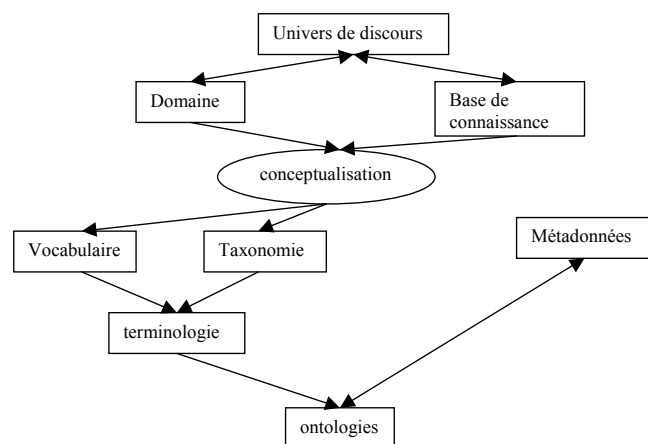 Univers de discours
Domaine
Base de
connaissance
conceptualisation
Vocabulaire
Taxonomie
Métadonnées
terminologie
ontologies